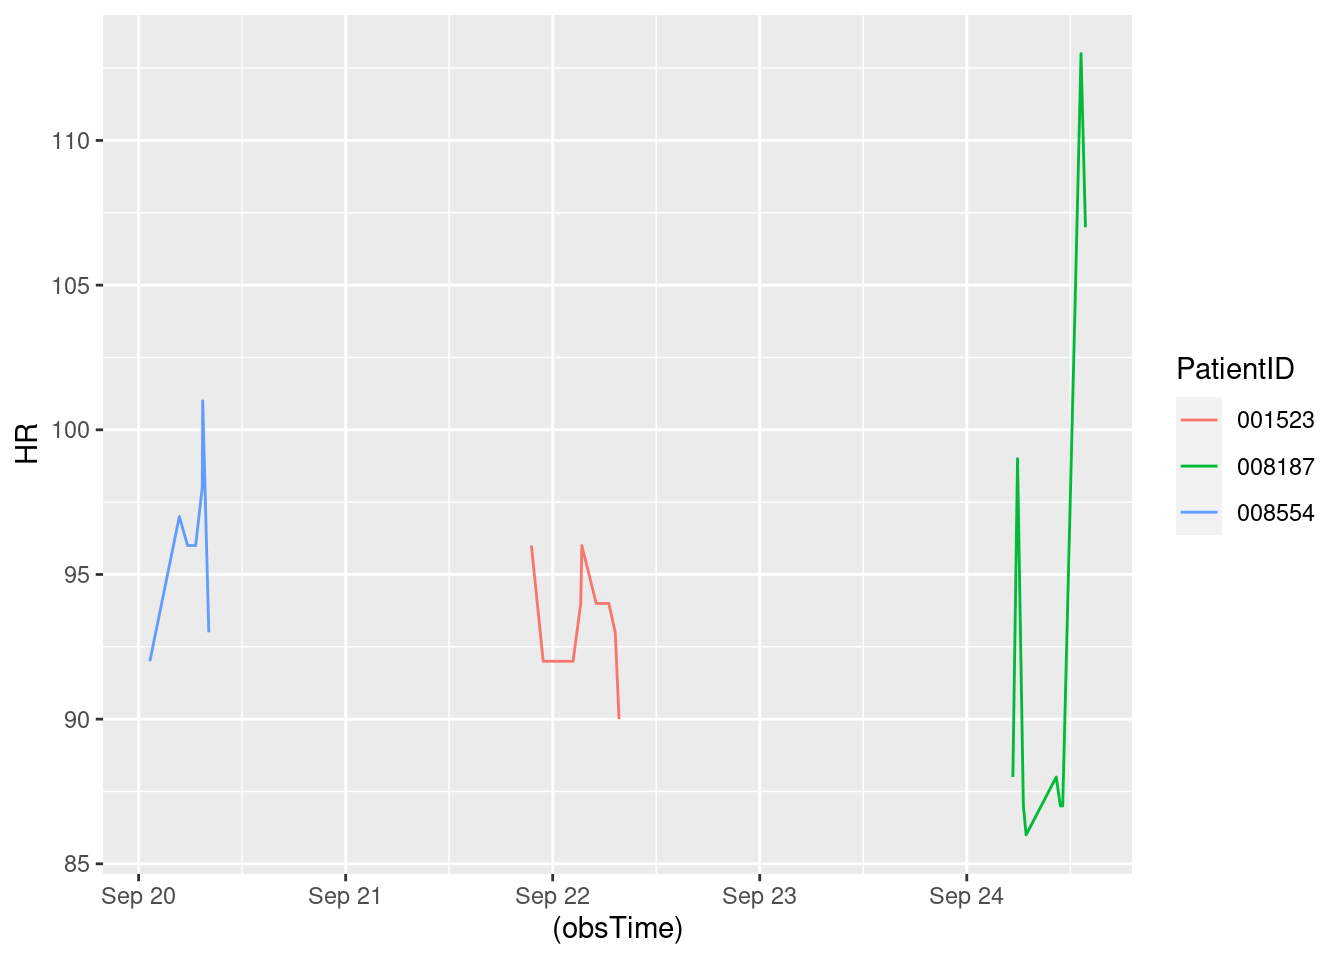 110
105
100
95
90
85
HR
Sep 20
Sep 21
Sep 22
Sep 23
Sep 24
(obsTime)
PatientID
001523
008187
008554